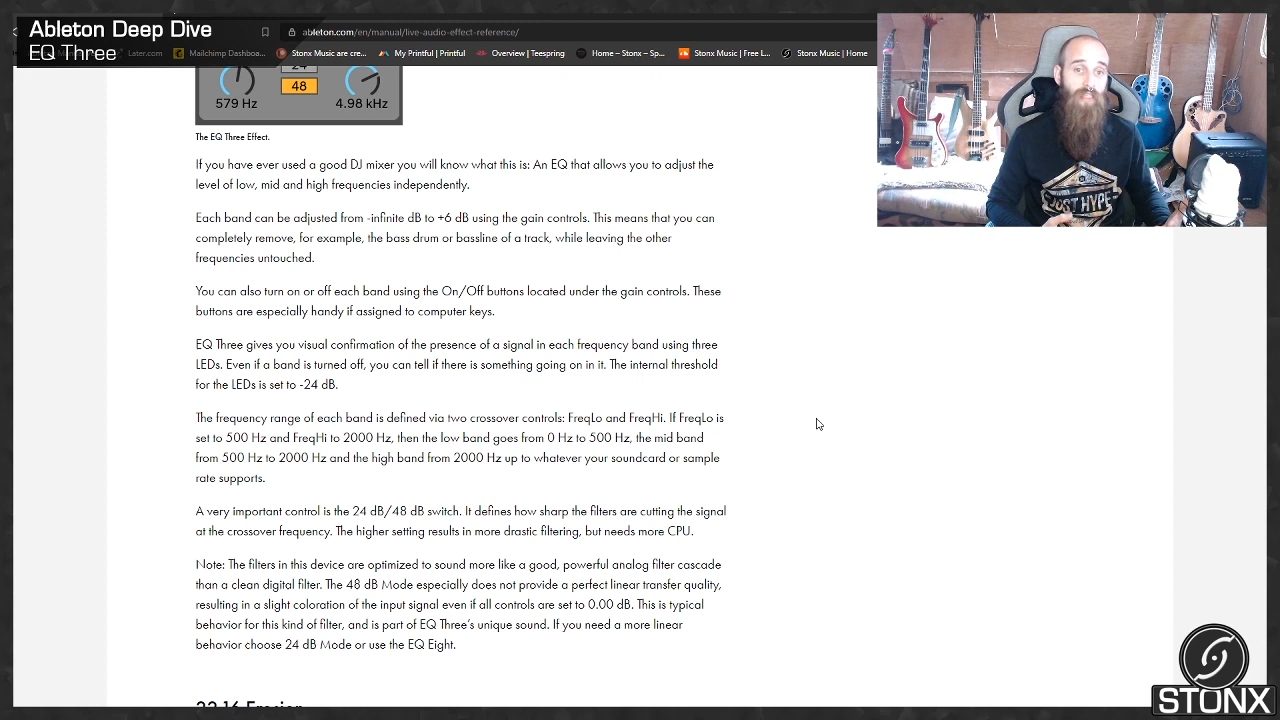 Ableton Deep Dive
EQ Three
ableton.com/en/manual/live-audio-effect-reference/
Later.com
Mailchimp Dashboa...
Stonx Music are cre...
My Printful | Printful
Overview | Teespring
Home – Stonx – Sp...
Stonx Music | Free L...
Stonx Music | Home
24
48
579 Hz
4.98 kHz
JUST HYPE
The EQ Three Effect.
If you have ever used a good DJ mixer you will know what this is: An EQ that allows you to adjust the
level of low, mid and high frequencies independently.
Each band can be adjusted from -infinite dB to +6 dB using the gain controls. This means that you can
completely remove, for example, the bass drum or bassline of a track, while leaving the other
frequencies untouched.
You can also turn on or off each band using the On/Off buttons located under the gain controls. These
buttons are especially handy if assigned to computer keys.
EQ Three gives you visual confirmation of the presence of a signal in each frequency band using three
LEDs. Even if a band is turned off, you can tell if there is something going on in it. The internal threshold
for the LEDs is set to -24 dB.
The frequency range of each band is defined via two crossover controls: FreqLo and FreqHi. If FreqLo is
set to 500 Hz and FreqHi to 2000 Hz, then the low band goes from 0 Hz to 500 Hz, the mid band
from 500 Hz to 2000 Hz and the high band from 2000 Hz up to whatever your soundcard or sample
rate supports.
A very important control is the 24 dB/48 dB switch. It defines how sharp the filters are cutting the signal
at the crossover frequency. The higher setting results in more drastic filtering, but needs more CPU.
Note: The filters in this device are optimized to sound more like a good, powerful analog filter cascade
than a clean digital filter. The 48 dB Mode especially does not provide a perfect linear transfer quality,
resulting in a slight coloration of the input signal even if all controls are set to 0.00 dB. This is typical
behavior for this kind of filter, and is part of EQ Three's unique sound. If you need a more linear
behavior choose 24 dB Mode or use the EQ Eight.
STONX